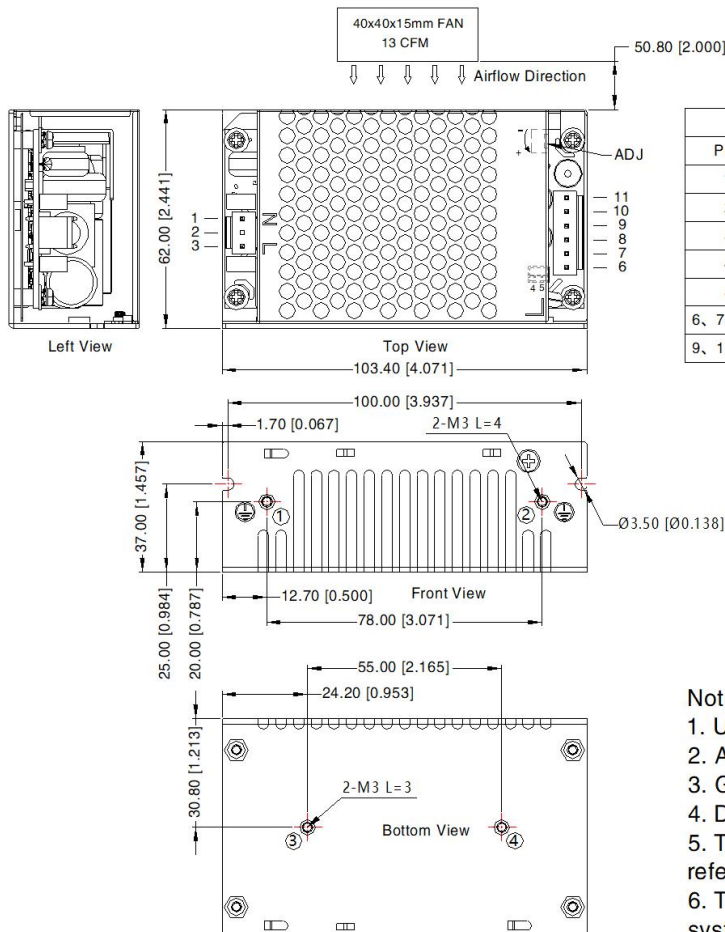 40x40x15mm FAN
13 CFM
50.80 [2.000]
Airflow Direction
- +
ADJ
62.00 [2.441]
1
2
3
N
L
11
10
9
8
7
6
4 5
Left View
Top View
103.40 [4.071]
P
6、7
9、1
100.00 [3.937]
1.70 [0.067]
2-M3 L=4
37.00 [1.457]
1
2
Ø3.50 [Ø0.138]
12.70 [0.500]
Front View
78.00 [3.071]
25.00 [0.984]
20.00 [0.787]
55.00 [2.165]
24.20 [0.953]
30.80 [1.213]
2-M3 L=3
3
Bottom View
4
Not
1. U
2. A
3. G
4. D
5. T
refe
6. T
syst